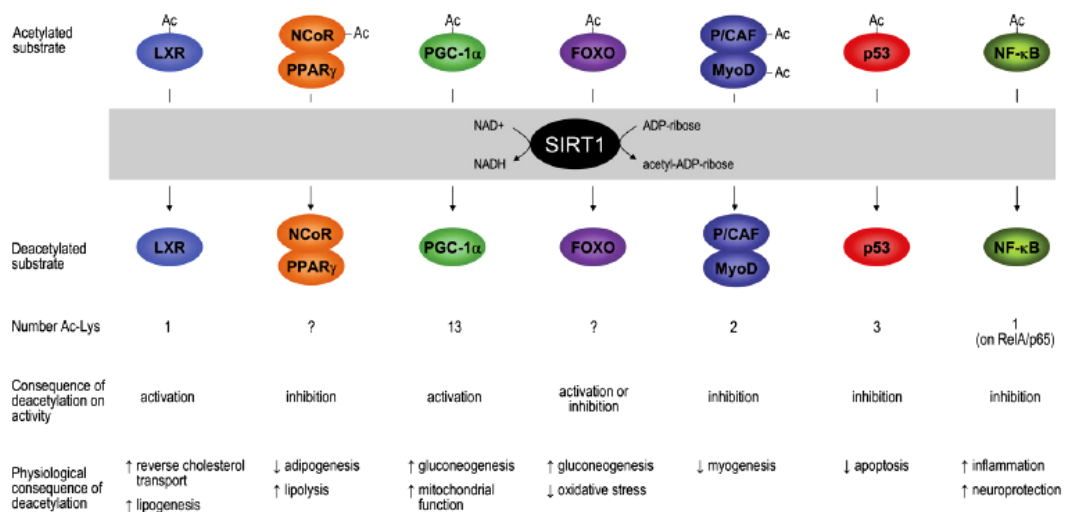 Acetylated
substrate
Ac
LXR
NCoR
Ac
PPARγ
Ac
PGC-1α
Ac
FOXO
P/CAF
Ac
MyoD
Ac
Ac
p53
Ac
NF-κB
NAD+
NADH
SIRT1
ADP-ribose
acetyl-ADP-ribose
Deacetylated
substrate
LXR
NCoR
PPARγ
PGC-1α
FOXO
P/CAF
MyoD
p53
NF-κB
Number Ac-Lys
1
?
13
?
2
3
1
(on RelA/p65)
Consequence of
deacetylation on
activity
activation
inhibition
activation
activation or
inhibition
inhibition
inhibition
inhibition
Physiological
consequence of
deacetylation
↑ reverse cholesterol
transport
↑ lipogenesis
↓ adipogenesis
↑ lipolysis
↑ gluconeogenesis
↑ mitochondrial
function
↑ gluconeogenesis
↓ oxidative stress
↓ myogenesis
↓ apoptosis
↑ inflammation
↑ neuroprotection